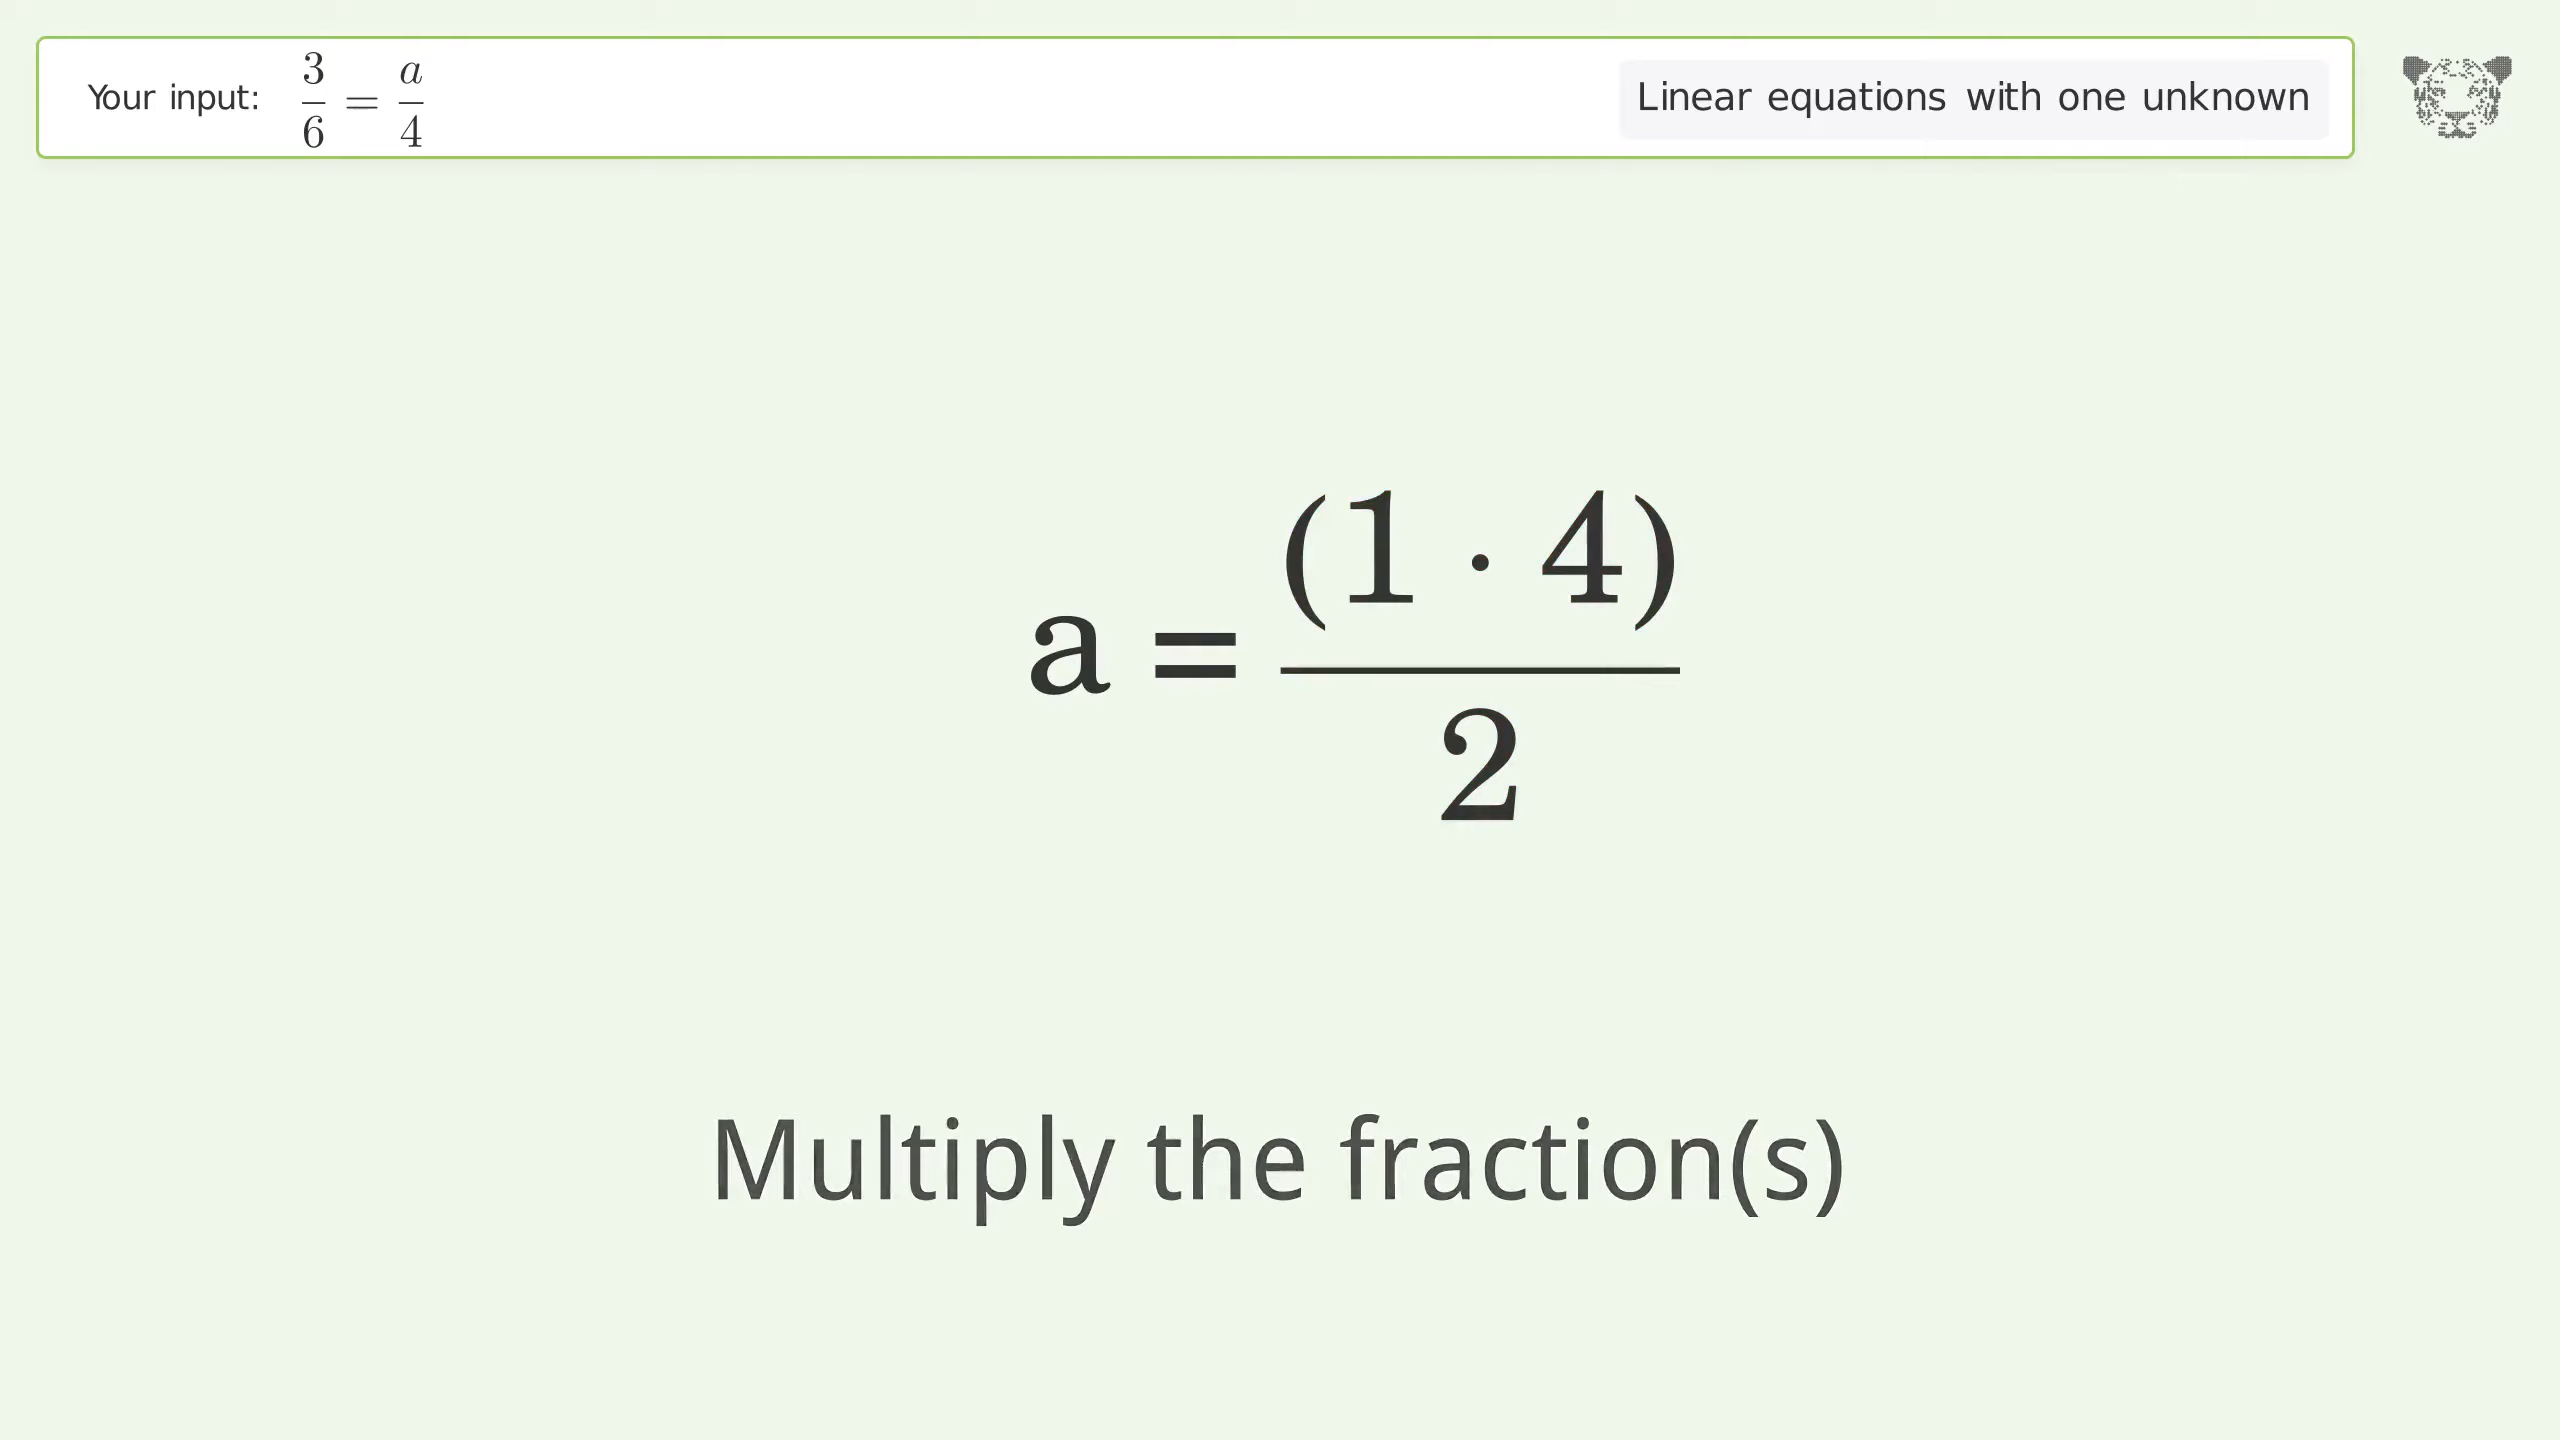 Your input: 3/6 = a/4
Linear equations with one unknown
a = (1 · 4)/2
Multiply the fraction(s)